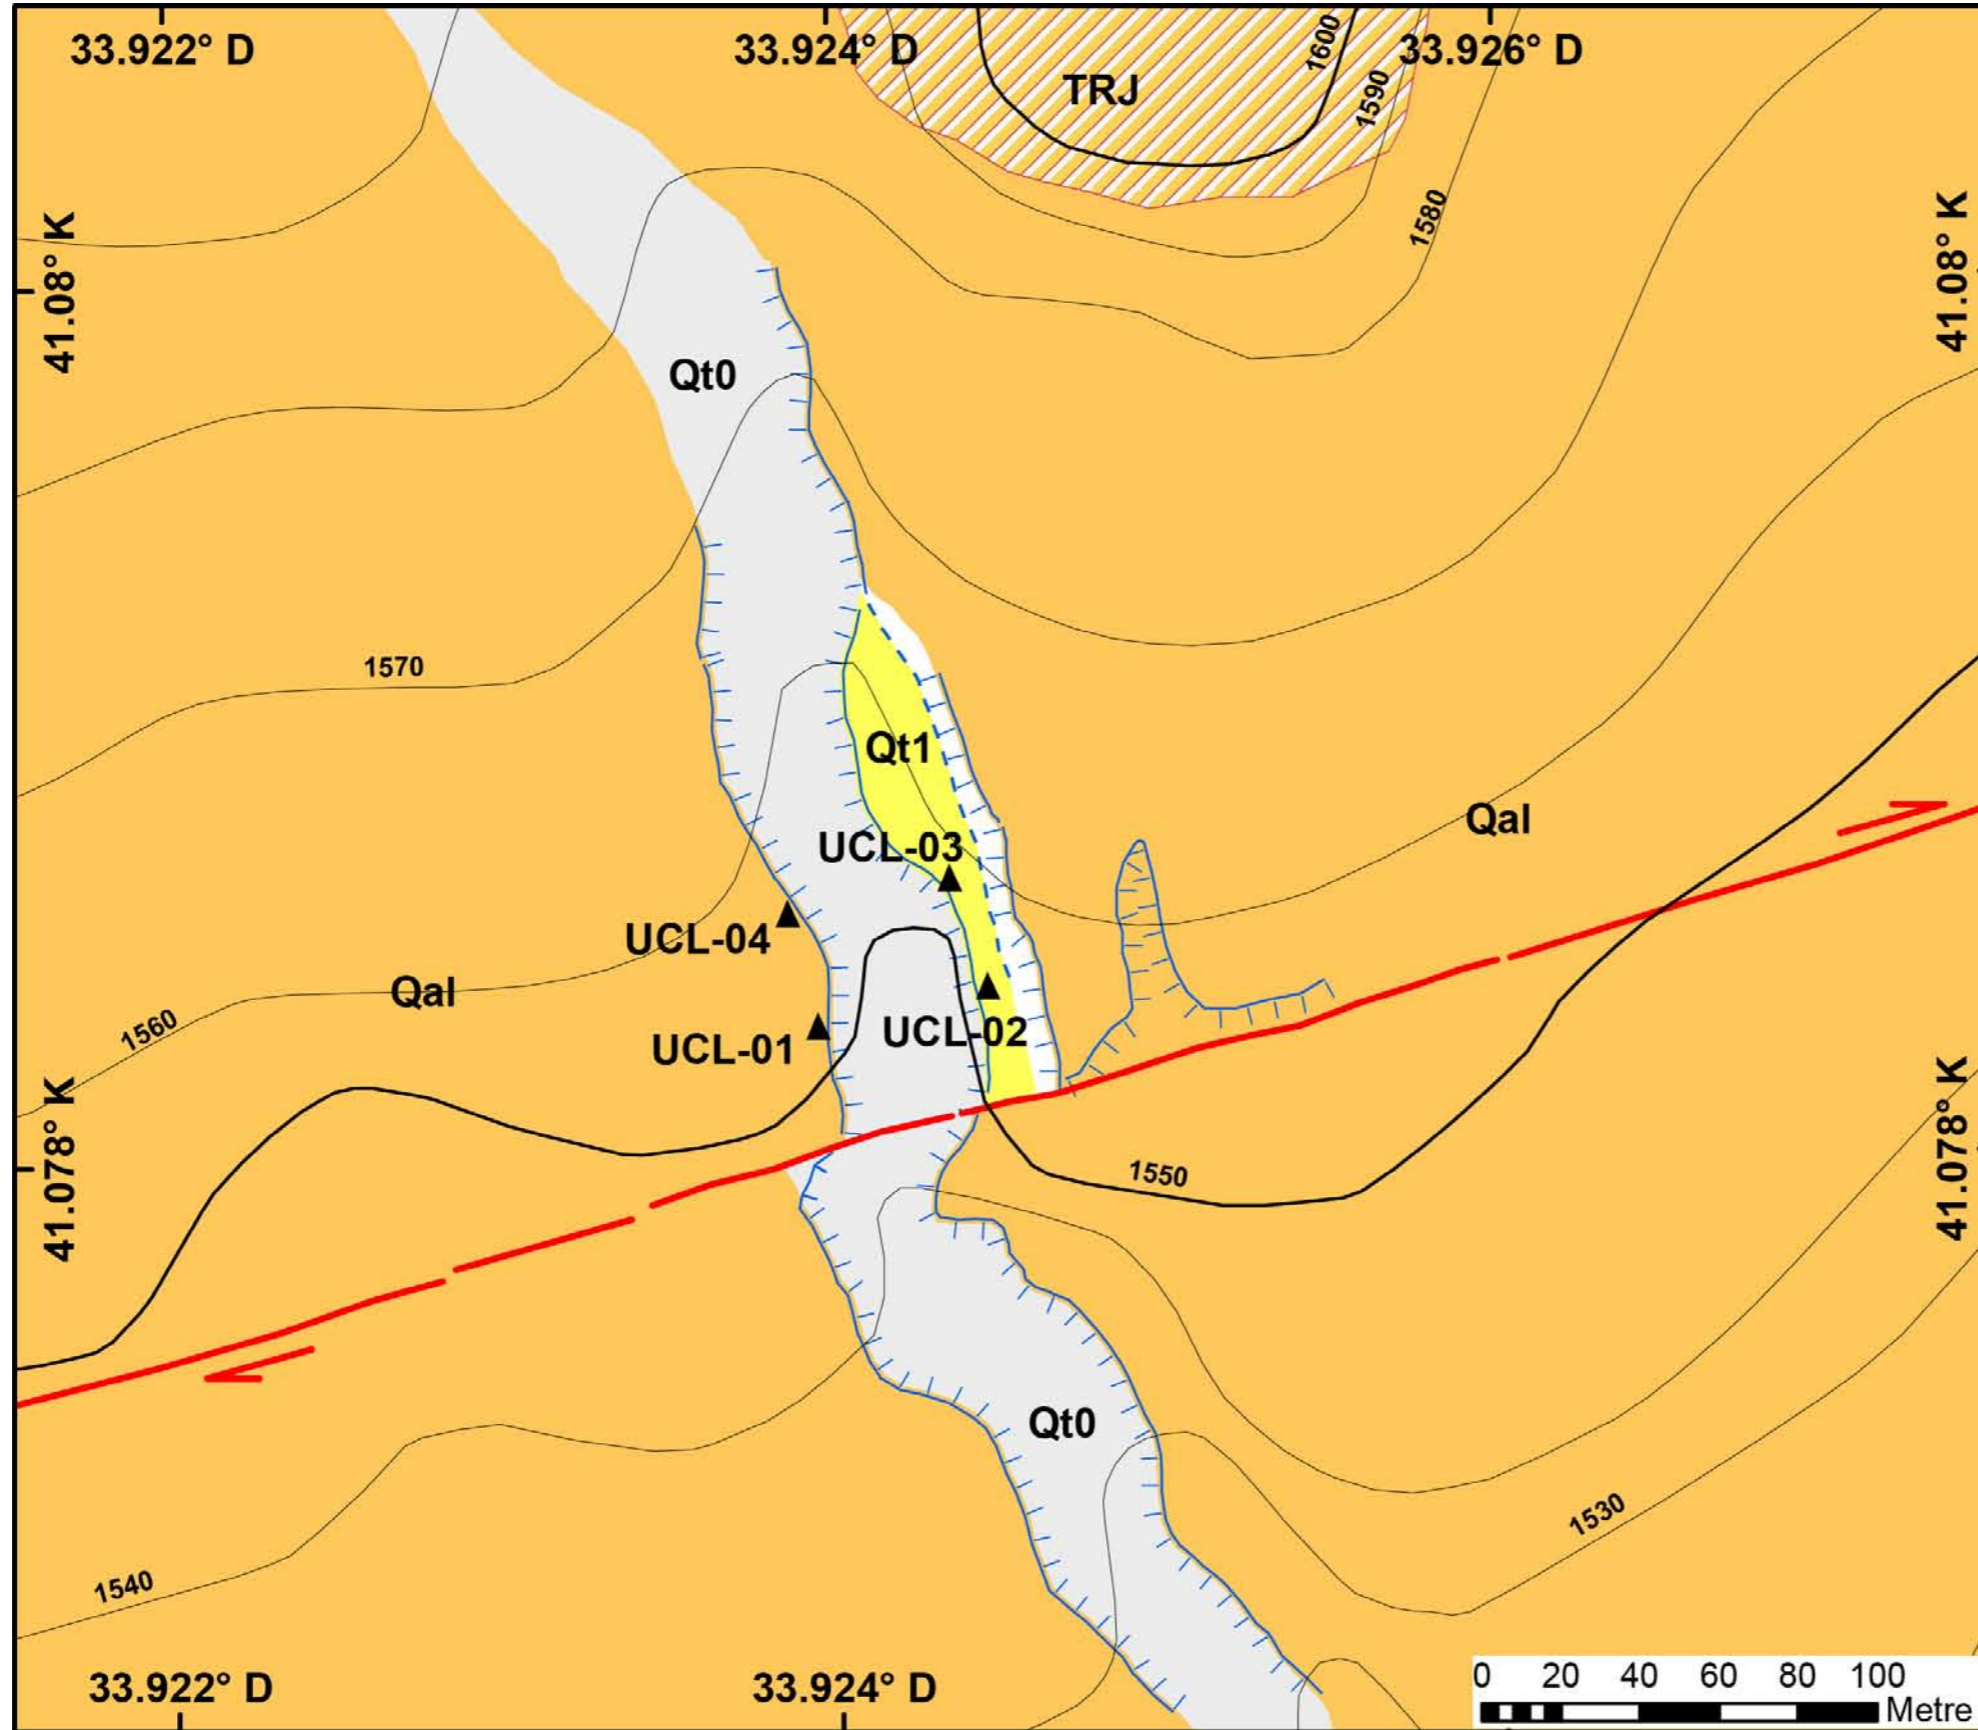 33.922° D
33.924° D
33.926° D
1600
1590
TRJ
1580
41.08° K
41.08° K
Qt0
1570
Qt1
Qal
UCL-03
UCL-04
Qal
1560
UCL-02
UCL-01
41.078° K
41.078° K
1550
Qt0
1530
1540
33.922° D
33.924° D
0 20 40 60 80 100
Metre